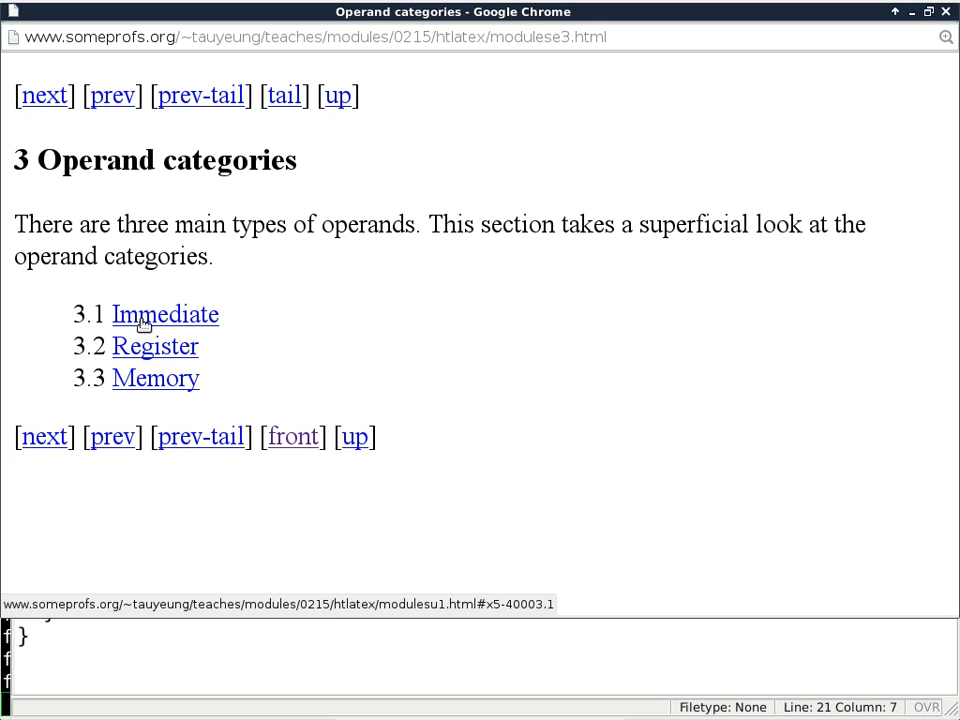 Operand categories - Google Chrome
www.someprofs.org/~tauyeung/teaches/modules/0215/htlatex/modulese3.html
[next] [prev] [prev-tail] [tail] [up]
3 Operand categories
There are three main types of operands. This section takes a superficial look at the
operand categories.
3.1 Immediate
3.2 Register
3.3 Memory
[next] [prev] [prev-tail] [front] [up]
www.someprofs.org/~tauyeung/teaches/modules/0215/htlatex/modulesu1.html#x5-40003.1
f }
f
f
Filetype: None Line: 21 Column: 7 OVR